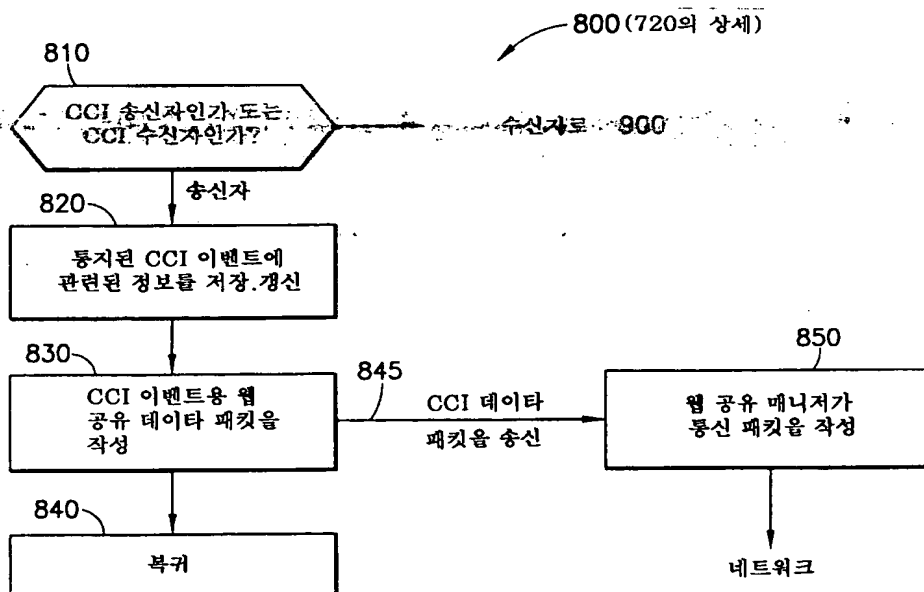 800 (720의 상세)
810
CCI 송신자인가 또는
CCI 수신자인가?
수신자로 900
송신자
820
통지된 CCI 이벤트에
관련된 정보를 저장.갱신
830
CCI 이벤트용 웹
공유 데이타 패킷을
작성
845
CCI 데이타
패킷을 송신
850
웹 공유 매니저가
통신 패킷을 작성
840
복귀
네트워크